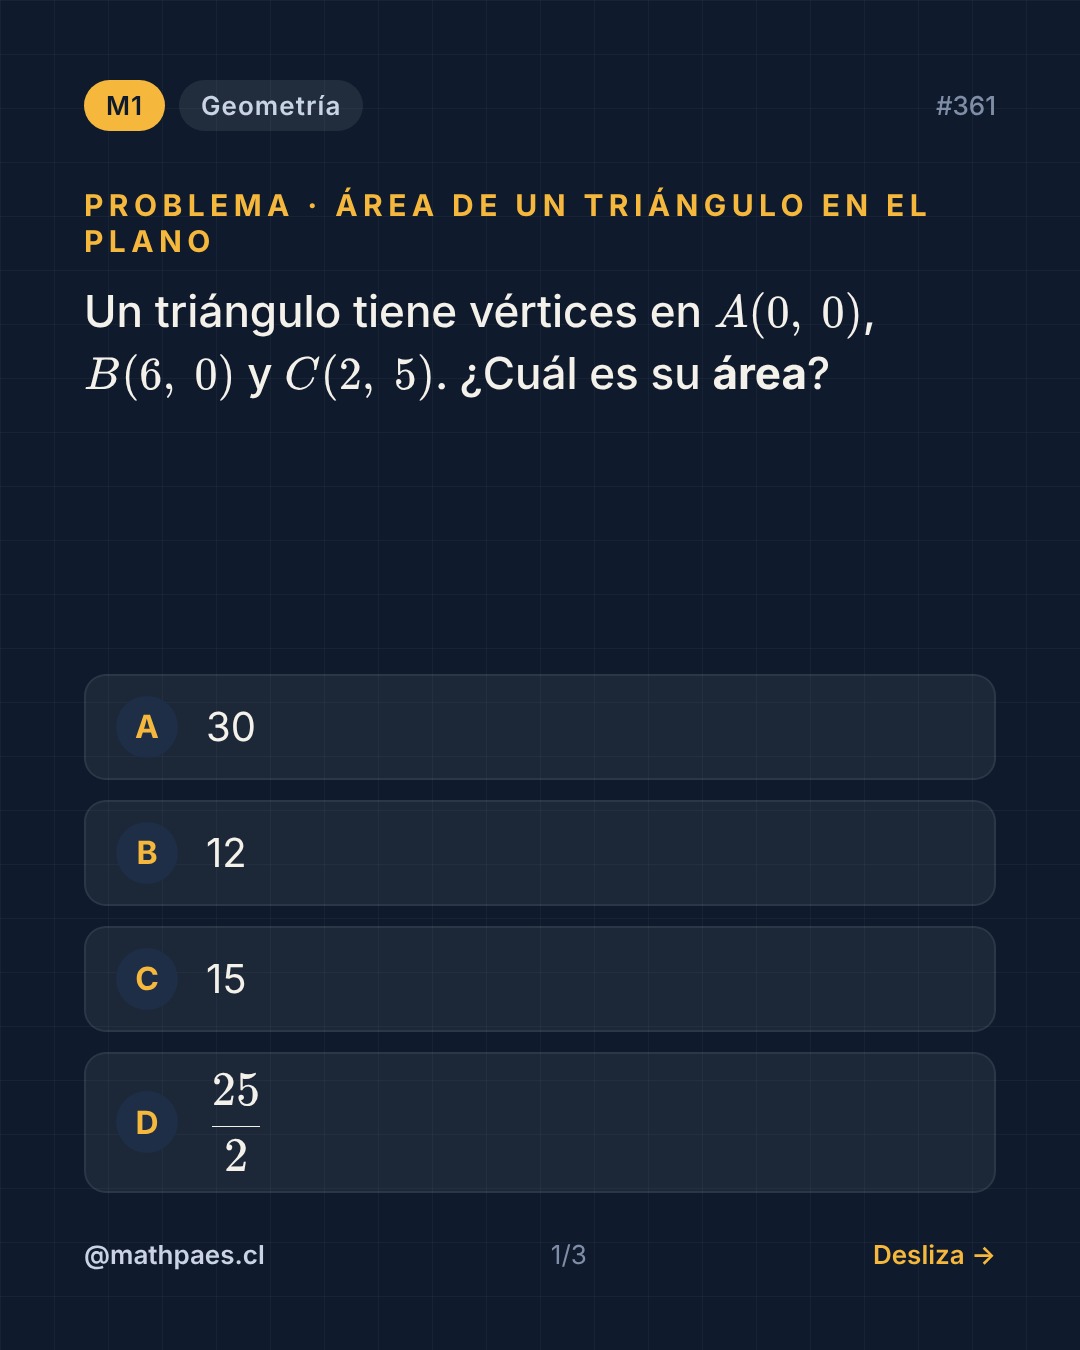 M1 Geometría #361
PROBLEMA · ÁREA DE UN TRIÁNGULO EN EL
PLANO
Un triángulo tiene vértices en A(0, 0),
B(6, 0) y C(2, 5). ¿Cuál es su área?
A 30
B 12
C 15
D 25/2
@mathpaes.cl 1/3 Desliza →